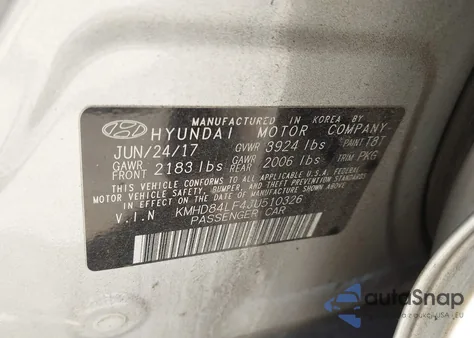 MANUFACTURED IN KOREA BY
HYUNDAI MOTOR COMPANY
JUN/24/17 GVWR 3924 lbs PAINT T8T
GAWR FRONT 2183 lbs GAWR REAR 2006 lbs TRIM PKG
THIS VEHICLE CONFORMS TO ALL APPLICABLE U.S.A. FEDERAL
MOTOR VEHICLE SAFETY, BUMPER, AND THEFT PREVENTION
STANDARDS IN EFFECT ON THE DATE OF MANUFACTURE SHOWN ABOVE.
V.I.N KMHD84LF4JU510326
PASSENGER CAR
autoSnap